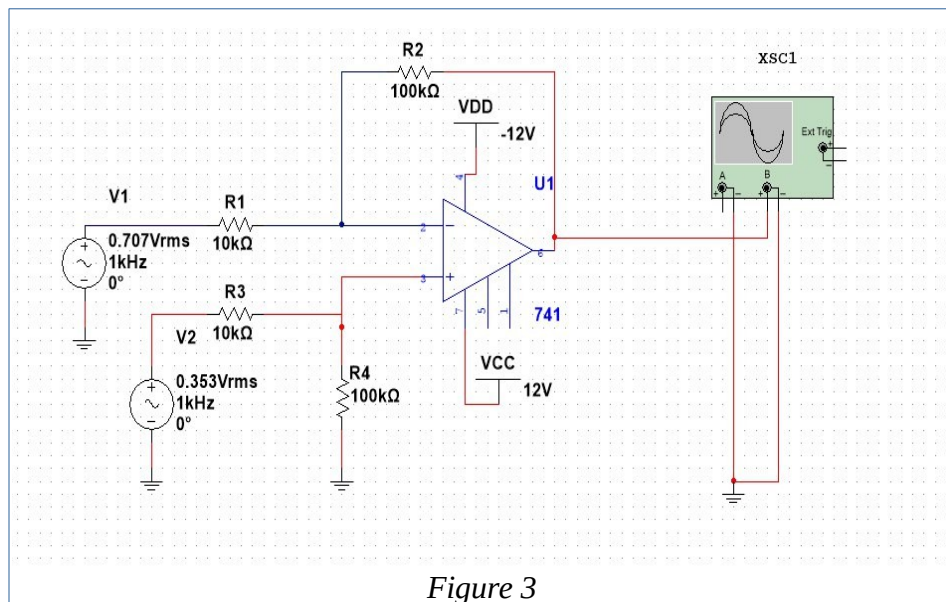 R2
100kΩ
XSC1
VDD
-12V
Ext Trig
+
−
A
B
+
−
+
−
4
U1
V1
R1
10kΩ
2
−
0.707Vrms
1kHz
0°
+
−
6
3
+
R3
10kΩ
7
5
1
741
V2
VCC
12V
R4
100kΩ
0.353Vrms
1kHz
0°
+
−
Figure 3